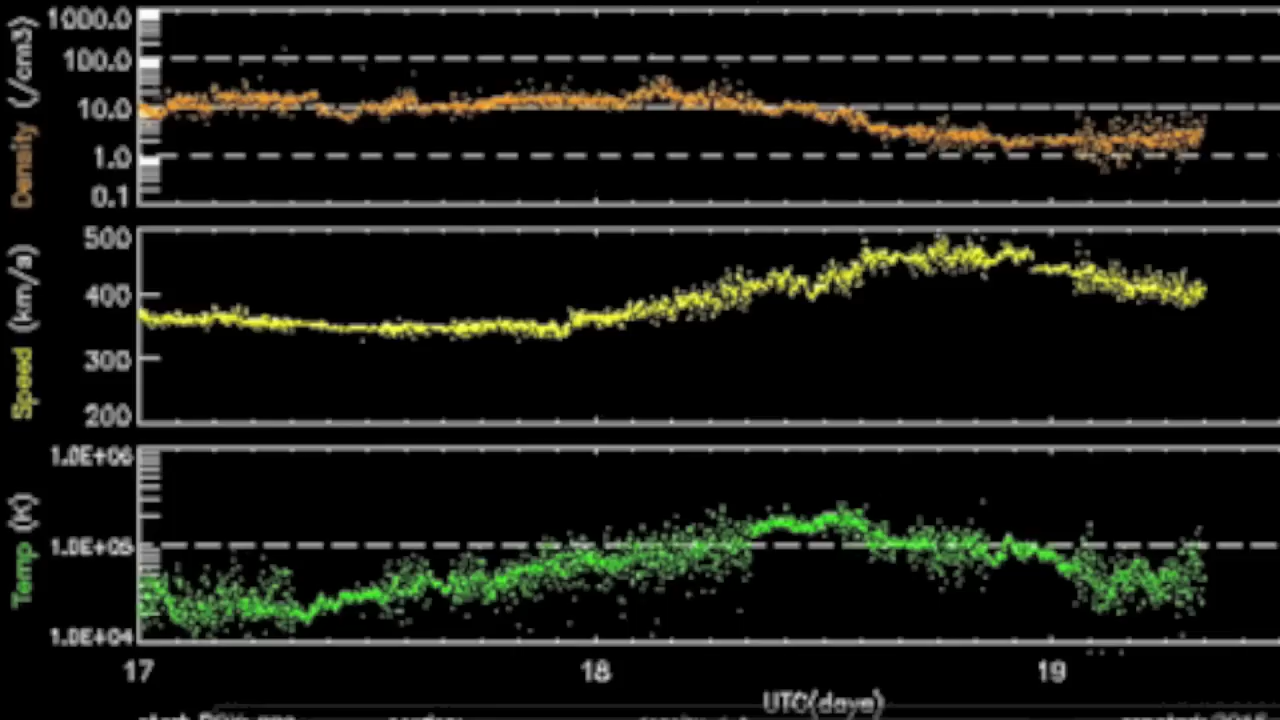 1000.0
100.0
10.0
1.0
0.1
Density (/cm3)
500
400
300
200
Speed (km/s)
1.0E+06
1.0E+05
1.0E+04
Temp (K)
17 18 19
UTC(days)